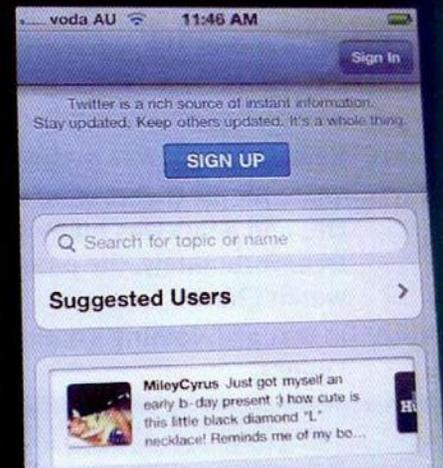 voda AU 11:46 AM
Sign In
Twitter is a rich source of instant information.
Stay updated. Keep others updated. It's a whole thing.
SIGN UP
Search for topic or name
Suggested Users
MileyCyrus Just got myself an
early b-day present :) how cute is
this little black diamond "L"
necklace! Reminds me of my bo...